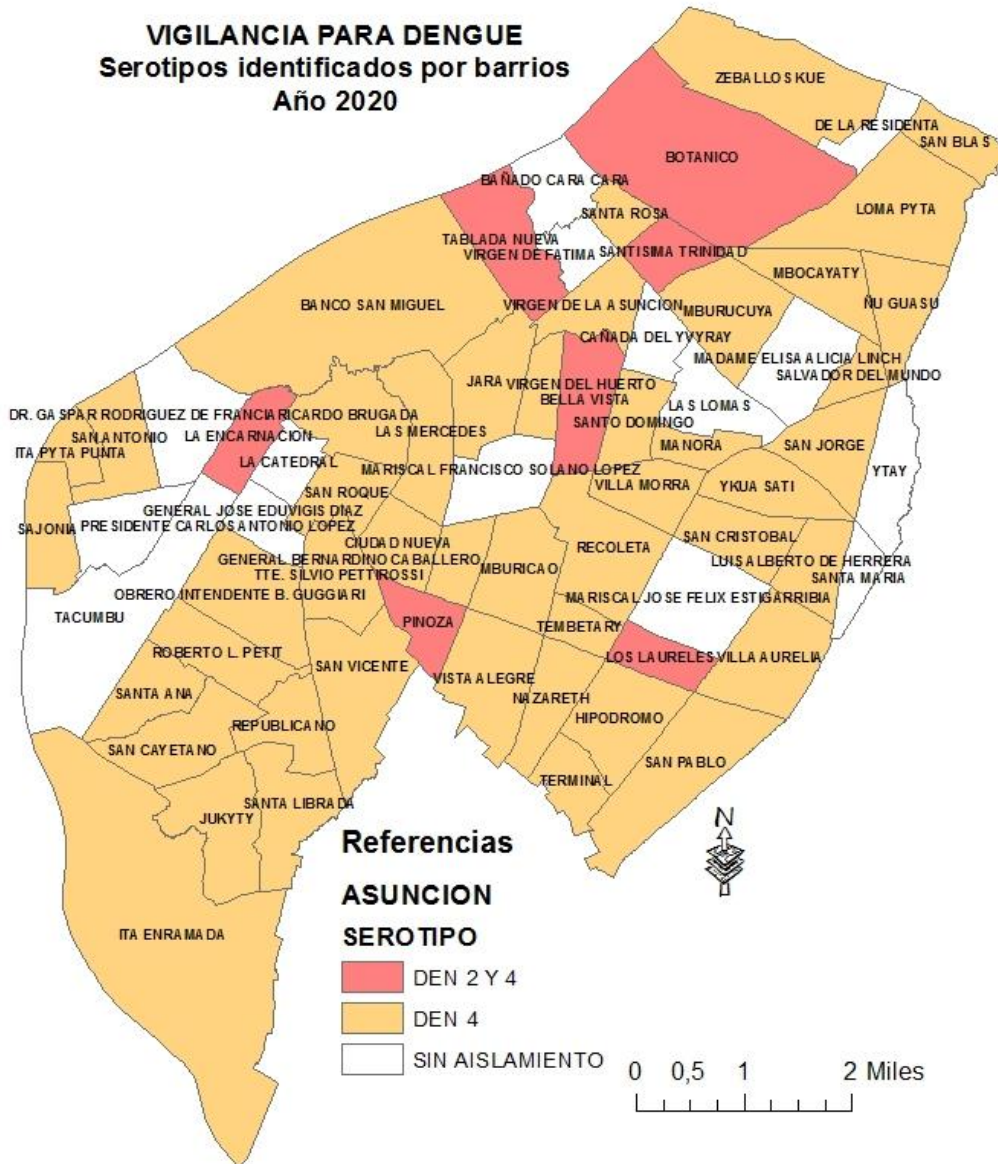 VIGILANCIA PARA DENGUE
Serotipos identificados por barrios
Año 2020
ZEBALLOS KUE
DE LA RESIDENTA
SAN BLAS
BOTANICO
BAÑADO CARA CARA
LOMA PYTA
SANTA ROSA
TABLADA NUEVA
VIRGEN DE FATIMA
SANTISIMA TRINIDAD
MBOCAYATY
ÑU GUASU
BANCO SAN MIGUEL
VIRGEN DE LA ASUNCION
MBURUCUYA
CAÑADA DEL YVYRAY
MADAME ELISA ALICIA LINCH
SALVADOR DEL MUNDO
JARA
VIRGEN DEL HUERTO
BELLA VISTA
LAS LOMAS
DR. GASPAR RODRIGUEZ DE FRANCIA
RICARDO BRUGADA
SANTO DOMINGO
SAN ANTONIO
LA ENCARNACION
LAS MERCEDES
MANORA
SAN JORGE
ITA PYTA PUNTA
LA CATEDRAL
MARISCAL FRANCISCO SOLANO LOPEZ
YTAY
SAN ROQUE
VILLA MORRA
YKUA SATI
GENERAL JOSE EDUVIGIS DIAZ
SAJONIA
PRESIDENTE CARLOS ANTONIO LOPEZ
CIUDAD NUEVA
RECOLETA
SAN CRISTOBAL
GENERAL BERNARDINO CABALLERO
MBURICAO
LUIS ALBERTO DE HERRERA
TTE. SILVIO PETTIROSSI
SANTA MARIA
OBRERO INTENDENTE B. GUGGIARI
MARISCAL JOSE FELIX ESTIGARRIBIA
TACUMBU
PINOZA
TEMBETARY
ROBERTO L. PETIT
SAN VICENTE
LOS LAURELES
VILLA AURELIA
VISTA ALEGRE
SANTA ANA
NAZARETH
HIPODROMO
REPUBLICANO
SAN CAYETANO
SAN PABLO
TERMINAL
SANTA LIBRADA
JUKYTY
ITA ENRAMADA
N
Referencias
ASUNCION
SEROTIPO
DEN 2 Y 4
DEN 4
SIN AISLAMIENTO
0 0,5 1 2 Miles